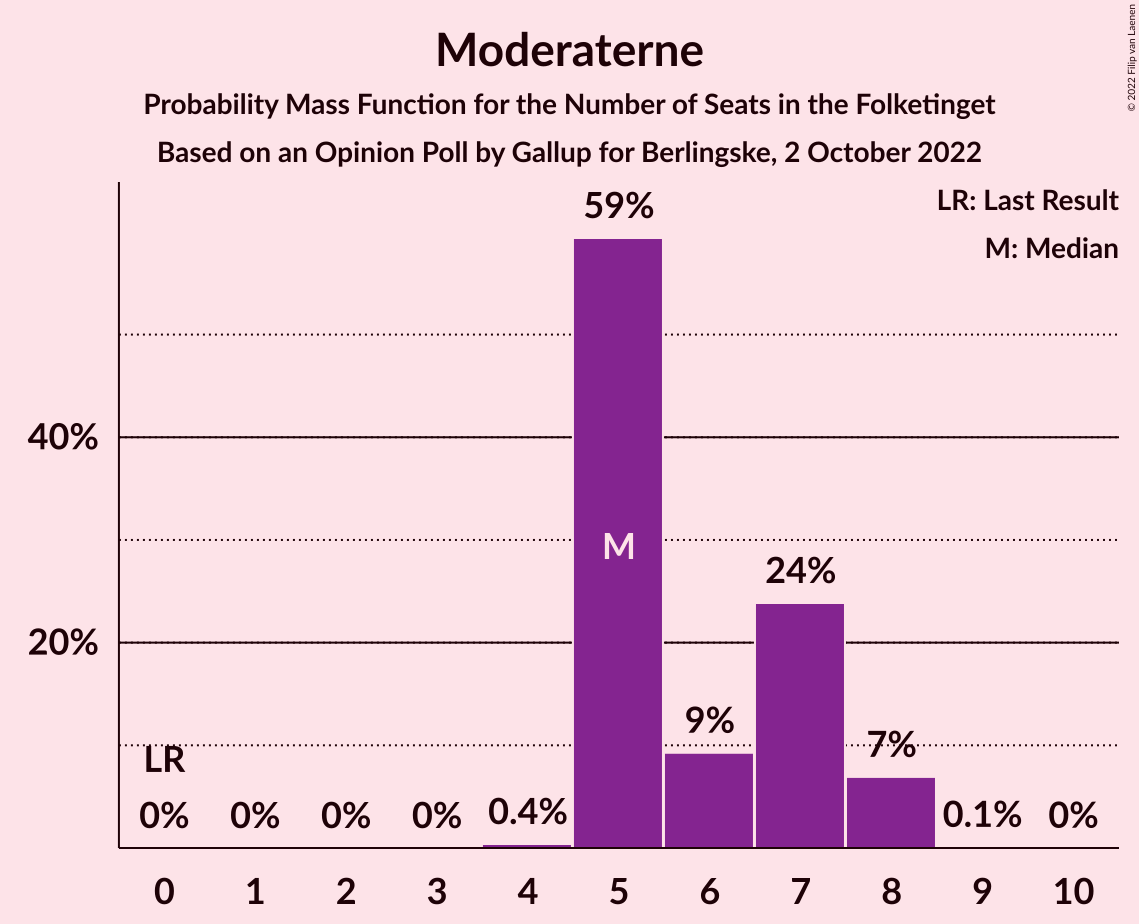 Moderaterne
Probability Mass Function for the Number of Seats in the Folketinget
Based on an Opinion Poll by Gallup for Berlingske, 2 October 2022
© 2022 Filip van Laenen
LR: Last Result
M: Median
59%
40%
M
24%
20%
9%
7%
LR
0%
0%
0%
0%
0.4%
0.1%
0%
0 1 2 3 4 5 6 7 8 9 10